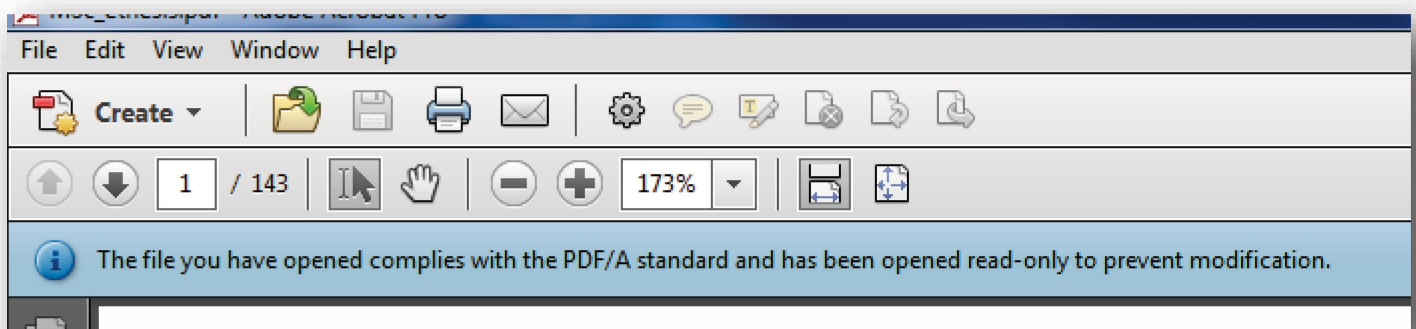 File Edit View Window Help
Create
1 / 143 173%
The file you have opened complies with the PDF/A standard and has been opened read-only to prevent modification.